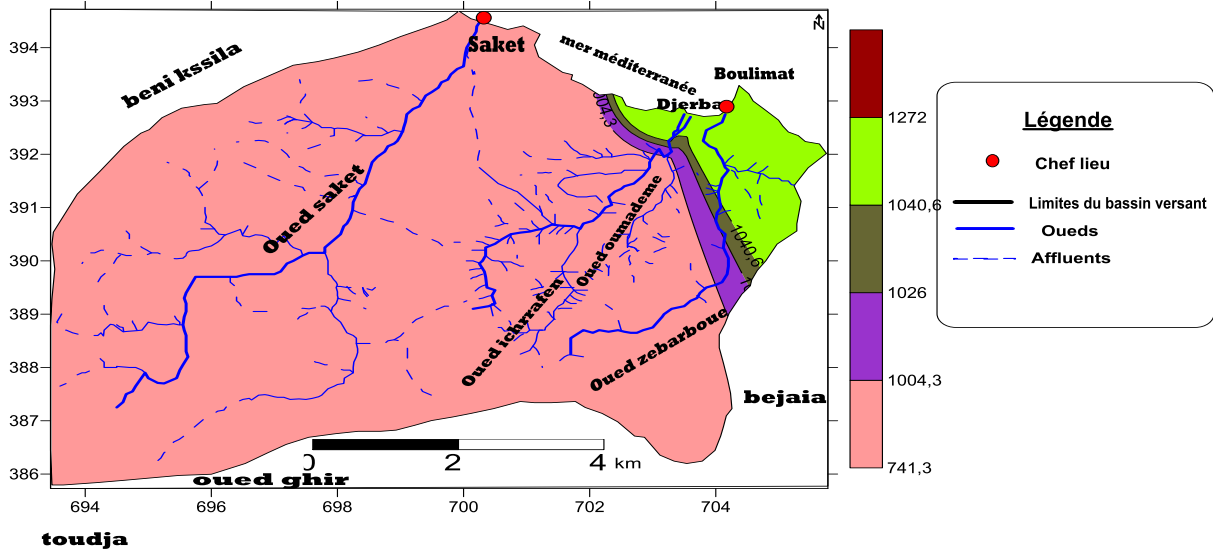 394
393
392
391
390
389
388
387
386
694
696
698
700
702
704
beni kssila
Saket
mer méditerranée
Boulimat
Djerba
N
1004,3
1040,6
Oued saket
Oued oumademe
Oued ichrrafen
Oued zebarboue
bejaia
0 2 4 km
oued ghir
toudja
1272
1040,6
1026
1004,3
741,3
Légende
Chef lieu
Limites du bassin versant
Oueds
Affluents